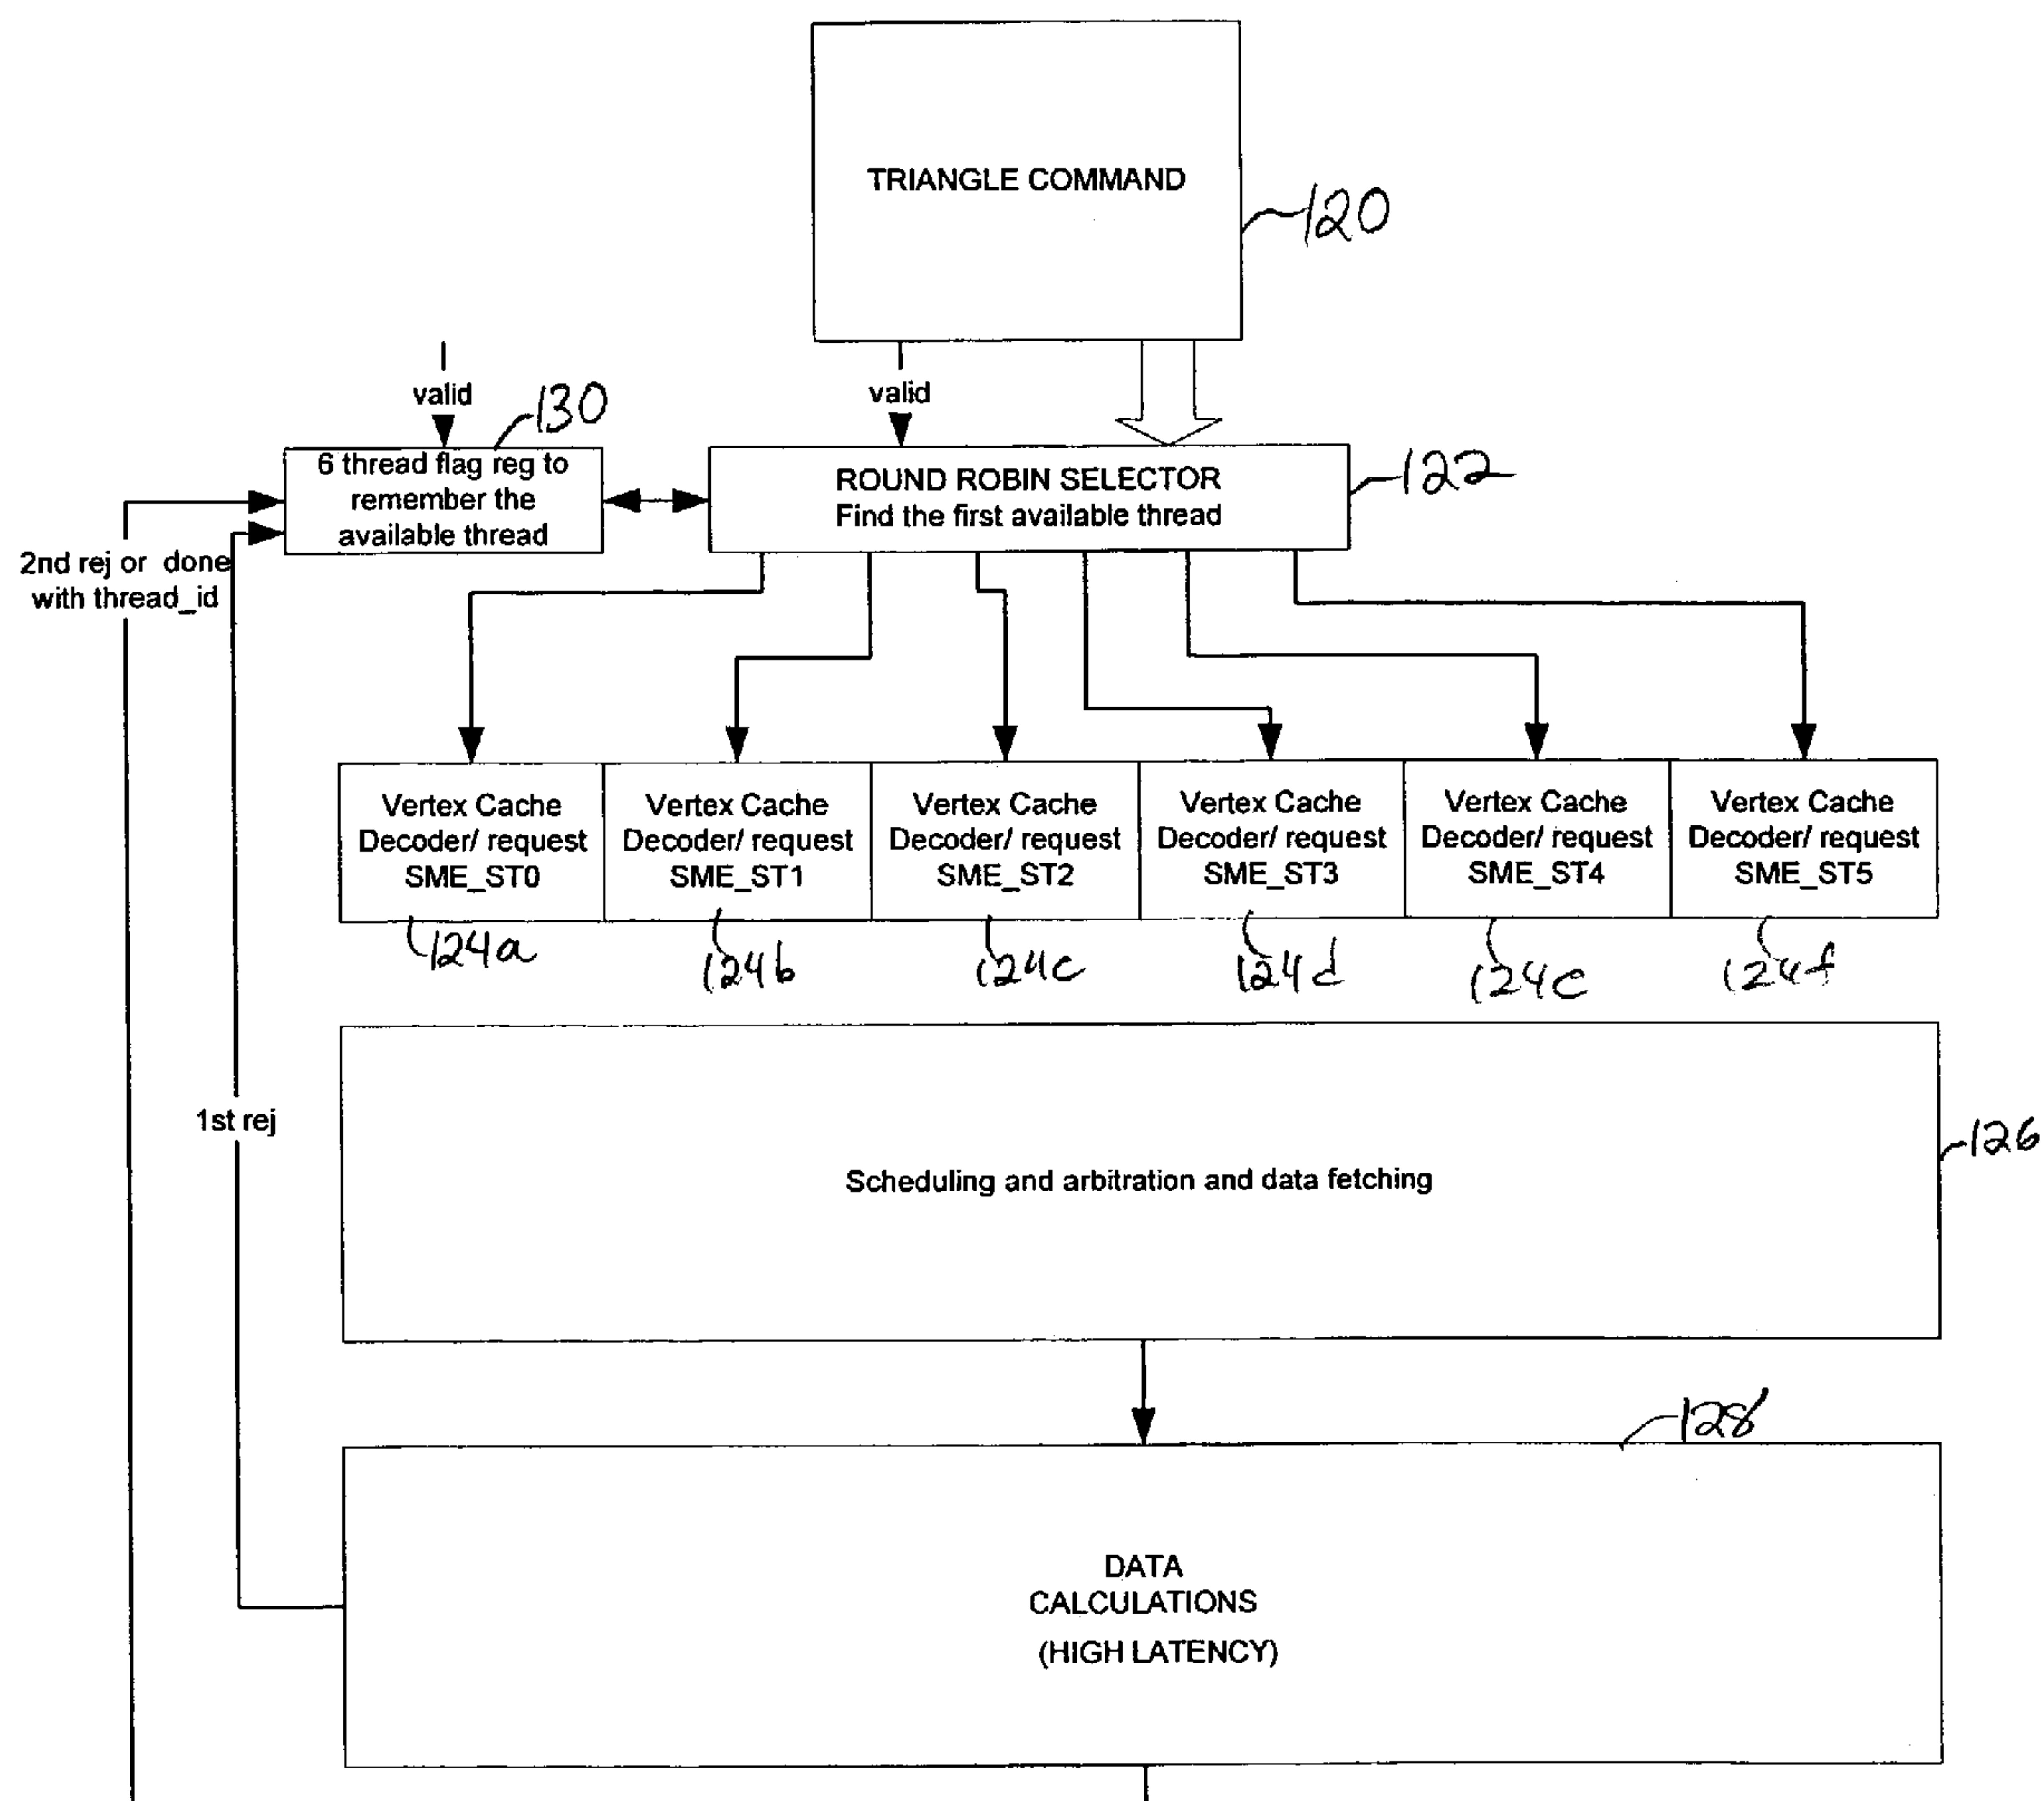 TRIANGLE COMMAND
120
valid
valid
130
6 thread flag reg to
remember the
available thread
ROUND ROBIN SELECTOR
Find the first available thread
122
2nd rej or done
with thread_id
Vertex Cache
Decoder/ request
SME_ST0
Vertex Cache
Decoder/ request
SME_ST1
Vertex Cache
Decoder/ request
SME_ST2
Vertex Cache
Decoder/ request
SME_ST3
Vertex Cache
Decoder/ request
SME_ST4
Vertex Cache
Decoder/ request
SME_ST5
124a
124b
124c
124d
124e
124f
1st rej
Scheduling and arbitration and data fetching
126
128
DATA
CALCULATIONS
(HIGH LATENCY)